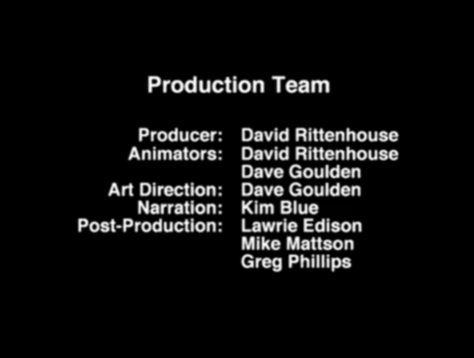 Production Team
Producer: David Rittenhouse
Animators: David Rittenhouse
Dave Goulden
Art Direction: Dave Goulden
Narration: Kim Blue
Post-Production: Lawrie Edison
Mike Mattson
Greg Phillips